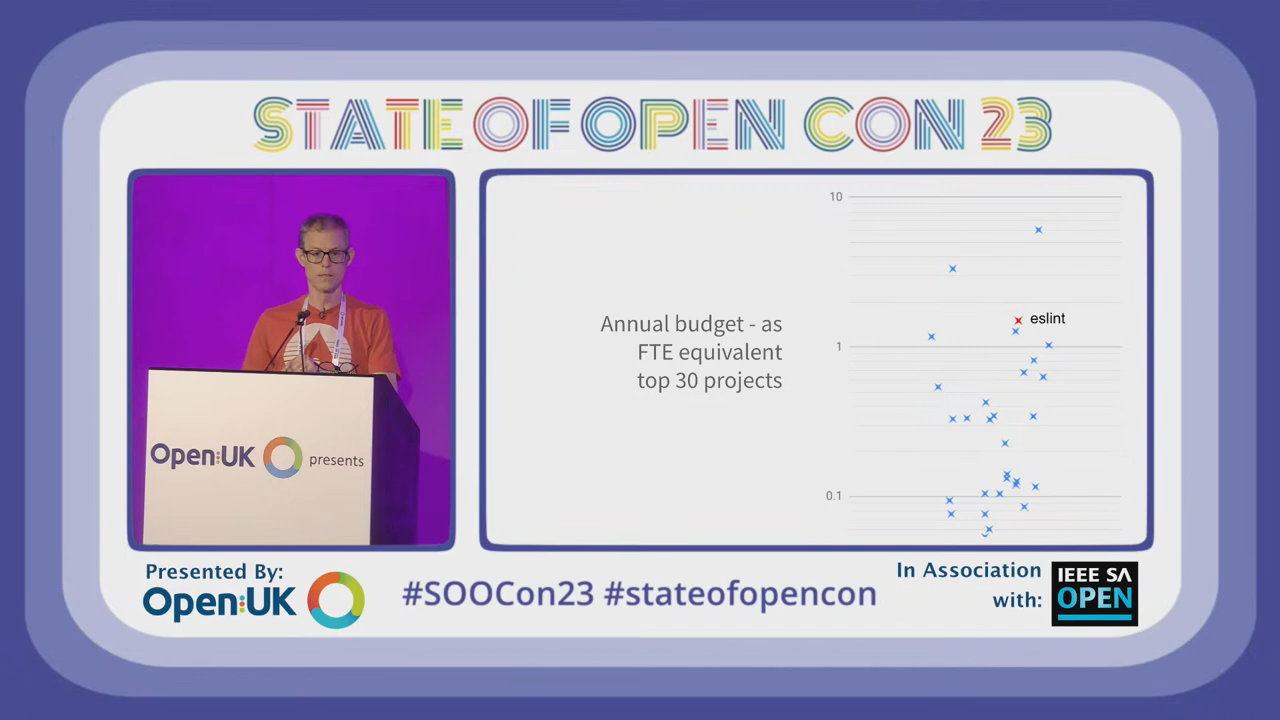 STATE OF OPEN CON 23
Annual budget - as
FTE equivalent
top 30 projects
10
1
0.1
eslint
Open:UK presents
Presented By:
Open:UK
#SOOCon23 #stateofopencon
In Association
with:
IEEE SA
OPEN